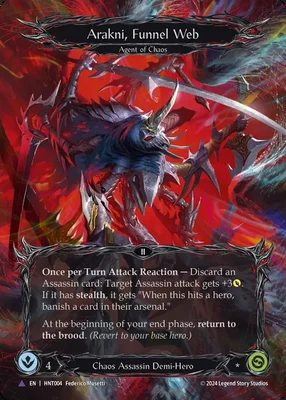 Arakni, Funnel Web
Agent of Chaos
II
Once per Turn Attack Reaction — Discard an
Assassin card: Target Assassin attack gets +3.
If it has stealth, it gets "When this hits a hero,
banish a card in their arsenal."
At the beginning of your end phase, return to
the brood. (Revert to your base hero.)
4
Chaos Assassin Demi-Hero
*
EN | HNT004 Federico Musetti
© 2024 Legend Story Studios